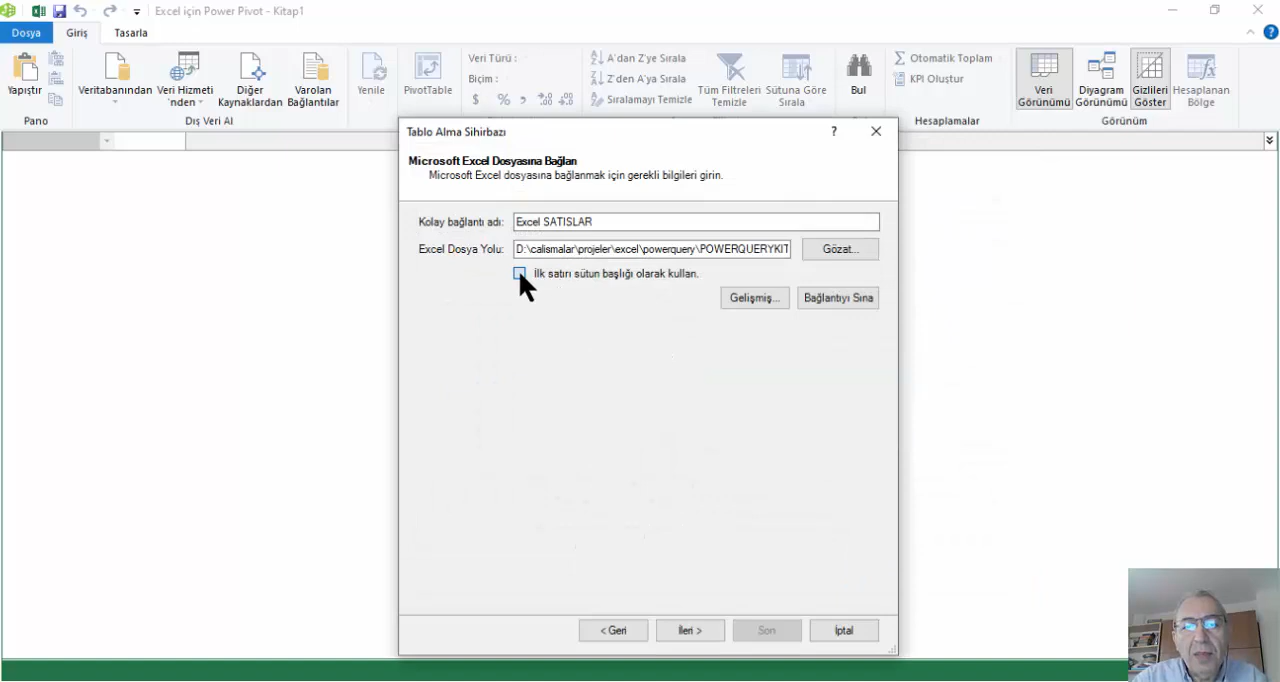 Excel için Power Pivot - Kitap1
Dosya Giriş Tasarla
Yapıştır
Pano
Veritabanından
Veri Hizmeti
'nden
Diğer
Kaynaklardan
Varolan
Bağlantılar
Dış Veri Al
Yenile
PivotTable
Veri Türü :
Biçim :
$ % ,
A'dan Z'ye Sırala
Z'den A'ya Sırala
Sıralamayı Temizle
Tüm Filtreleri
Temizle
Sütuna Göre
Sırala
Bul
Otomatik Toplam
KPI Oluştur
Hesaplamalar
Veri
Görünümü
Diyagram
Görünümü
Gizlileri
Göster
Hesaplama
Bölge
Görünüm
Tablo Alma Sihirbazı
Microsoft Excel Dosyasına Bağlan
Microsoft Excel dosyasına bağlanmak için gerekli bilgileri girin.
Kolay bağlantı adı: Excel SATISLAR
Excel Dosya Yolu: D:\calismalar\projeler\excel\powerquery\POWERQUERYKIT Gözat...
İlk satırı sütun başlığı olarak kullan.
Gelişmiş... Bağlantıyı Sına
< Geri İleri > Son İptal